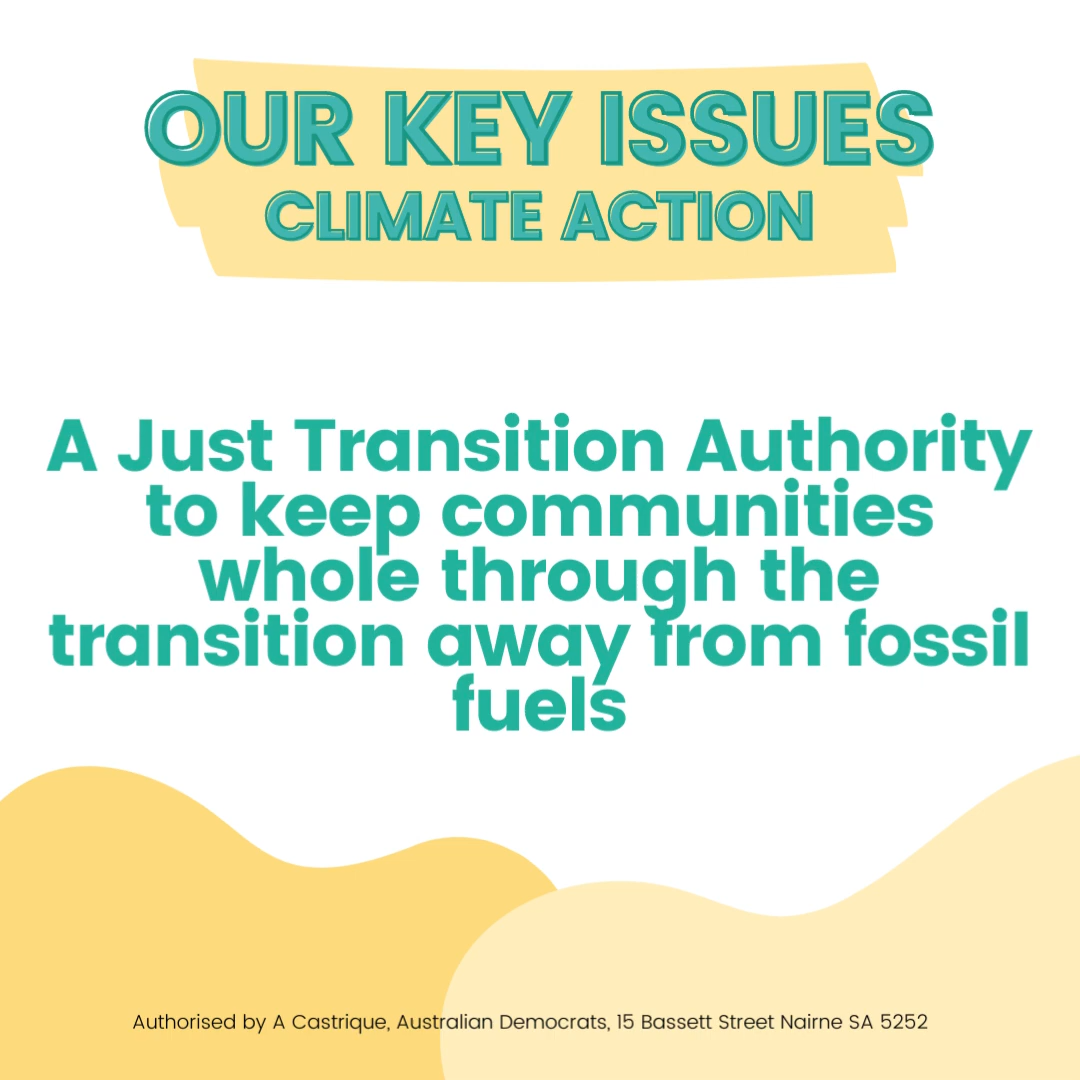 OUR KEY ISSUES
CLIMATE ACTION
A Just Transition Authority
to keep communities
whole through the
transition away from fossil
fuels
Authorised by A Castrique, Australian Democrats, 15 Bassett Street Nairne SA 5252